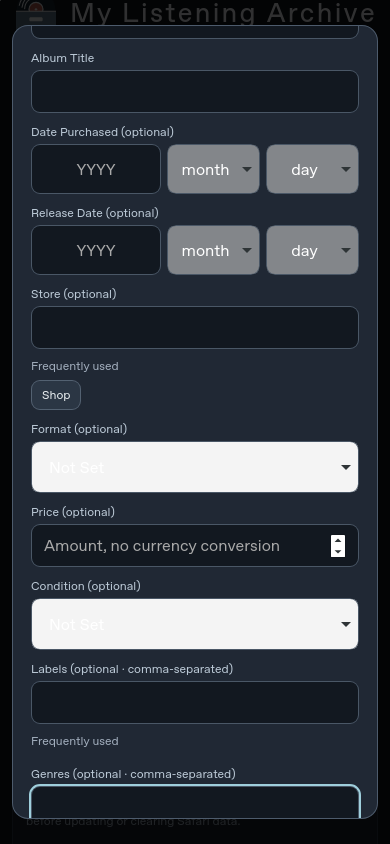 My Listening Archive
Album Title
Date Purchased (optional)
YYYY month day
Release Date (optional)
YYYY month day
Store (optional)
Frequently used
Shop
Format (optional)
Not Set
Price (optional)
Amount, no currency conversion
Condition (optional)
Not Set
Labels (optional · comma-separated)
Frequently used
Genres (optional · comma-separated)
before updating or clearing Safari data.